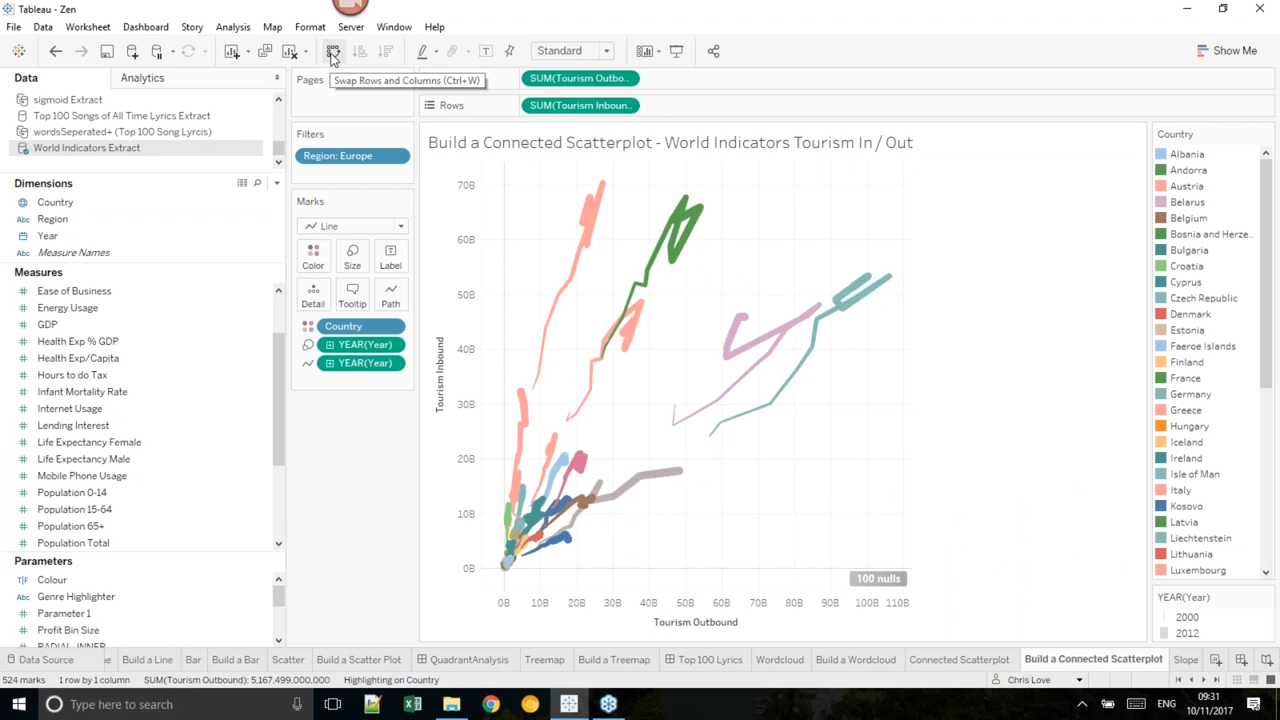 Tableau - Zen
File Data Worksheet Dashboard Story Analysis Map Format Server Window Help
Standard
Show Me
Data Analytics
Pages
Swap Rows and Columns (Ctrl+W)
SUM(Tourism Outbo..
Rows
SUM(Tourism Inboun..
sigmoid Extract
Top 100 Songs of All Time Lyrics Extract
wordsSeperated+ (Top 100 Song Lyrcis)
World Indicators Extract
Dimensions
Country
Abc Region
Year
Abc Measure Names
Measures
Ease of Business
Energy Usage
GDP
Health Exp % GDP
Health Exp/Capita
Hours to do Tax
Infant Mortality Rate
Internet Usage
Lending Interest
Life Expectancy Female
Life Expectancy Male
Mobile Phone Usage
Population 0-14
Population 15-64
Population 65+
Population Total
Parameters
T|F Colour
Abc Genre Highlighter
Parameter 1
Profit Bin Size
RADIAL_INNER
Filters
Region: Europe
Marks
Line
Color Size Label
Detail Tooltip Path
Country
YEAR(Year)
YEAR(Year)
Build a Connected Scatterplot - World Indicators Tourism In/Out
70B
60B
50B
40B
30B
20B
10B
0B
Tourism Inbound
0B 10B 20B 30B 40B 50B 60B 70B 80B 90B 100B 110B
Tourism Outbound
100 nulls
Country
Albania
Andorra
Austria
Belarus
Belgium
Bosnia and Herze..
Bulgaria
Croatia
Cyprus
Czech Republic
Denmark
Estonia
Faeroe Islands
Finland
France
Germany
Greece
Hungary
Iceland
Ireland
Isle of Man
Italy
Kosovo
Latvia
Liechtenstein
Lithuania
Luxembourg
YEAR(Year)
2000
2012
Data Source Build a Line Bar Build a Bar Scatter Build a Scatter Plot QuadrantAnalysis Treemap Build a Treemap Top 100 Lyrics Wordcloud Build a Wordcloud Connected Scatterplot Build a Connected Scatterplot Slope
524 marks 1 row by 1 column SUM(Tourism Outbound): 5,167,499,000,000 Highlighting on Country Chris Love
Type here to search
ENG
09:31
10/11/2017